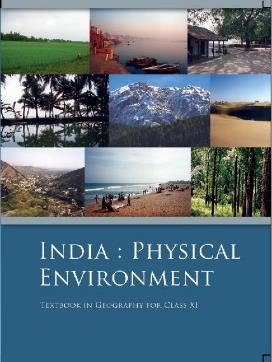 INDIA : PHYSICAL
ENVIRONMENT
TEXTBOOK IN GEOGRAPHY FOR CLASS XI